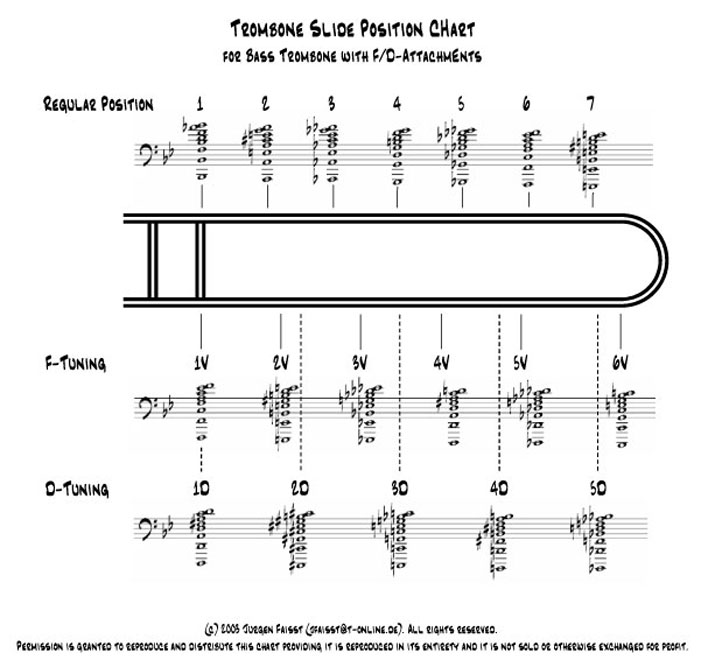 Trombone Slide Position Chart
for Bass Trombone with F/D-Attachments
Regular Position 1 2 3 4 5 6 7
F-Tuning 1V 2V 3V 4V 5V 6V
D-Tuning 1D 2D 3D 4D 5D
(c) 2005 Jurgen Faisst (jfaisst@t-online.de). All rights reserved.
Permission is granted to reproduce and distribute this chart providing it is reproduced in its entirety and it is not sold or otherwise exchanged for profit.